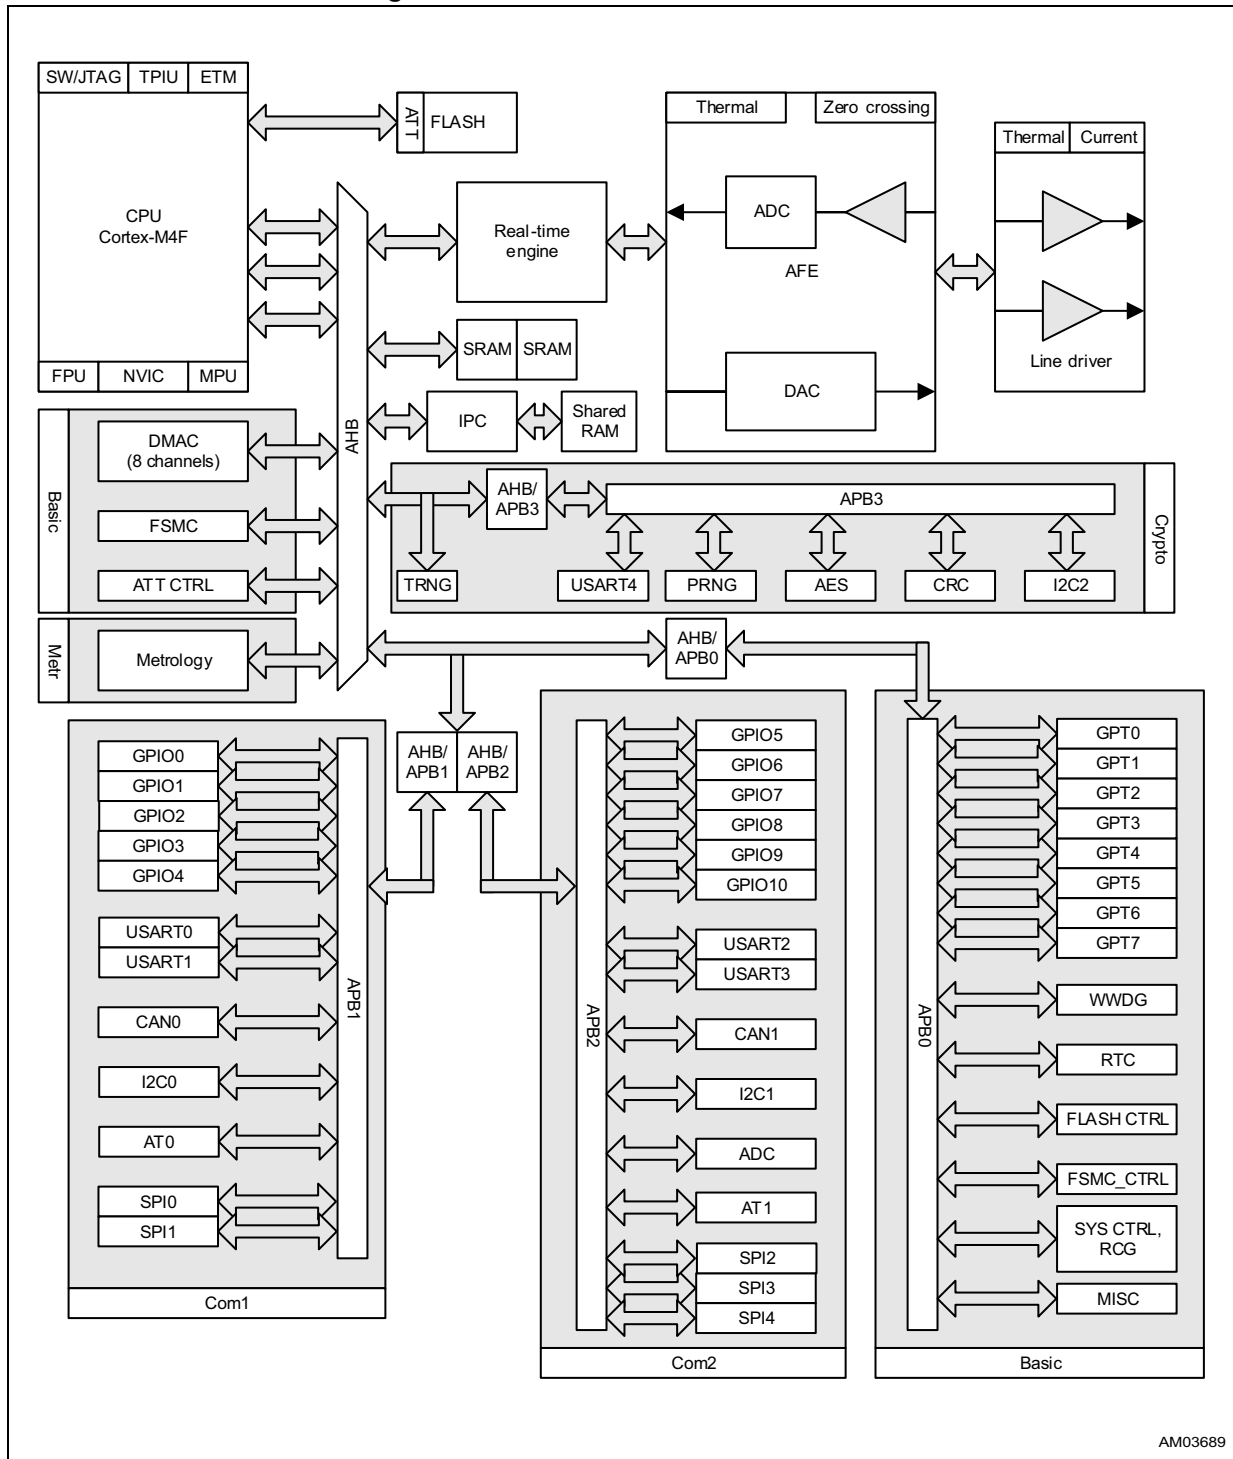 SW/JTAG TPIU ETM
CPU
Cortex-M4F
FPU NVIC MPU
ATT
FLASH
Real-time
engine
Thermal Zero crossing
ADC
AFE
DAC
Thermal Current
Line driver
SRAM SRAM
IPC
Shared
RAM
AHB
Basic
DMAC
(8 channels)
FSMC
ATT CTRL
Metr
Metrology
AHB/
APB3
APB3
TRNG USART4 PRNG AES CRC I2C2
Crypto
AHB/
APB0
AHB/
APB1
AHB/
APB2
GPIO0
GPIO1
GPIO2
GPIO3
GPIO4
USART0
USART1
CAN0
I2C0
AT0
SPI0
SPI1
APB1
Com1
APB2
GPIO5
GPIO6
GPIO7
GPIO8
GPIO9
GPIO10
USART2
USART3
CAN1
I2C1
ADC
AT1
SPI2
SPI3
SPI4
Com2
APB0
GPT0
GPT1
GPT2
GPT3
GPT4
GPT5
GPT6
GPT7
WWDG
RTC
FLASH CTRL
FSMC_CTRL
SYS CTRL,
RCG
MISC
Basic
AM03689